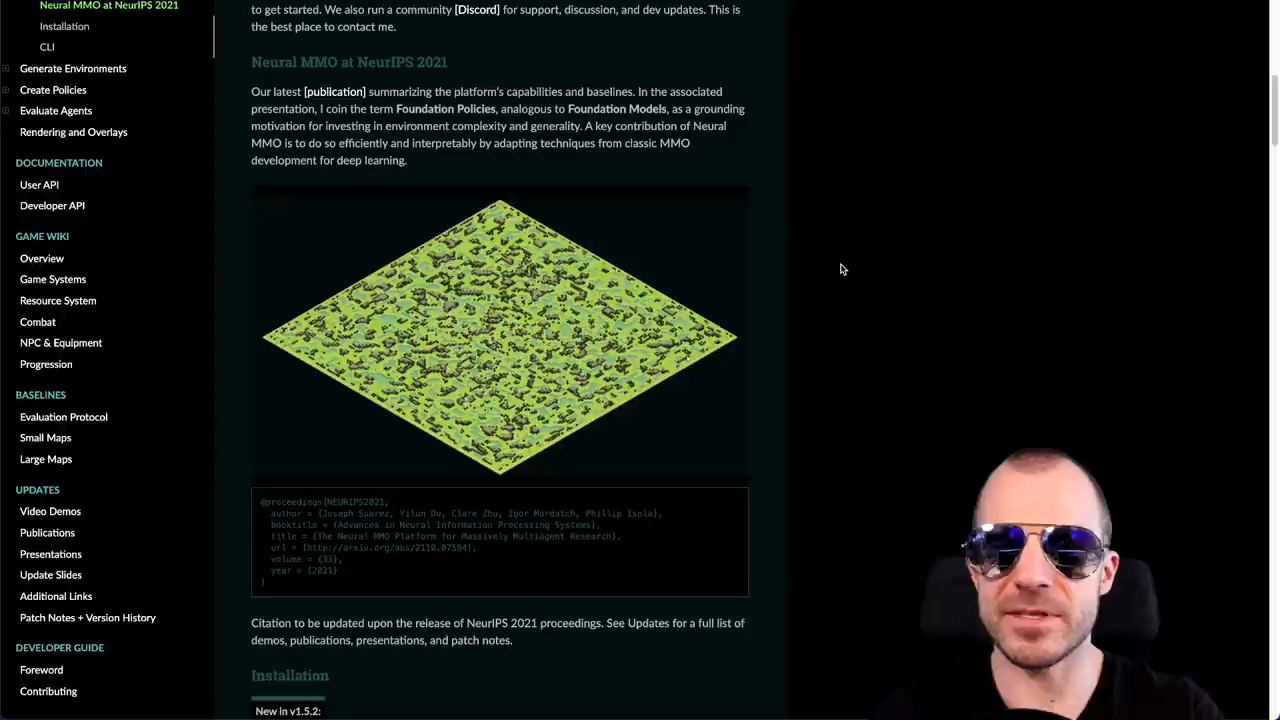 Neural MMO at NeurIPS 2021
Installation
CLI
Generate Environments
Create Policies
Evaluate Agents
Rendering and Overlays
DOCUMENTATION
User API
Developer API
GAME WIKI
Overview
Game Systems
Resource System
Combat
NPC & Equipment
Progression
BASELINES
Evaluation Protocol
Small Maps
Large Maps
UPDATES
Video Demos
Publications
Presentations
Update Slides
Additional Links
Patch Notes + Version History
DEVELOPER GUIDE
Foreword
Contributing
to get started. We also run a community [Discord] for support, discussion, and dev updates. This is
the best place to contact me.
Neural MMO at NeurIPS 2021
Our latest [publication] summarizing the platform's capabilities and baselines. In the associated
presentation, I coin the term Foundation Policies, analogous to Foundation Models, as a grounding
motivation for investing in environment complexity and generality. A key contribution of Neural
MMO is to do so efficiently and interpretably by adapting techniques from classic MMO
development for deep learning.
@proceedings{NEURIPS2021,
author = {Joseph Suarez, Yilun Du, Clare Zhu, Igor Mordatch, Phillip Isola},
booktitle = {Advances in Neural Information Processing Systems},
title = {The Neural MMO Platform for Massively Multiagent Research},
url = {http://arxiv.org/abs/2110.07594},
volume = {33},
year = {2021}
}
Citation to be updated upon the release of NeurIPS 2021 proceedings. See Updates for a full list of
demos, publications, presentations, and patch notes.
Installation
New in v1.5.2: